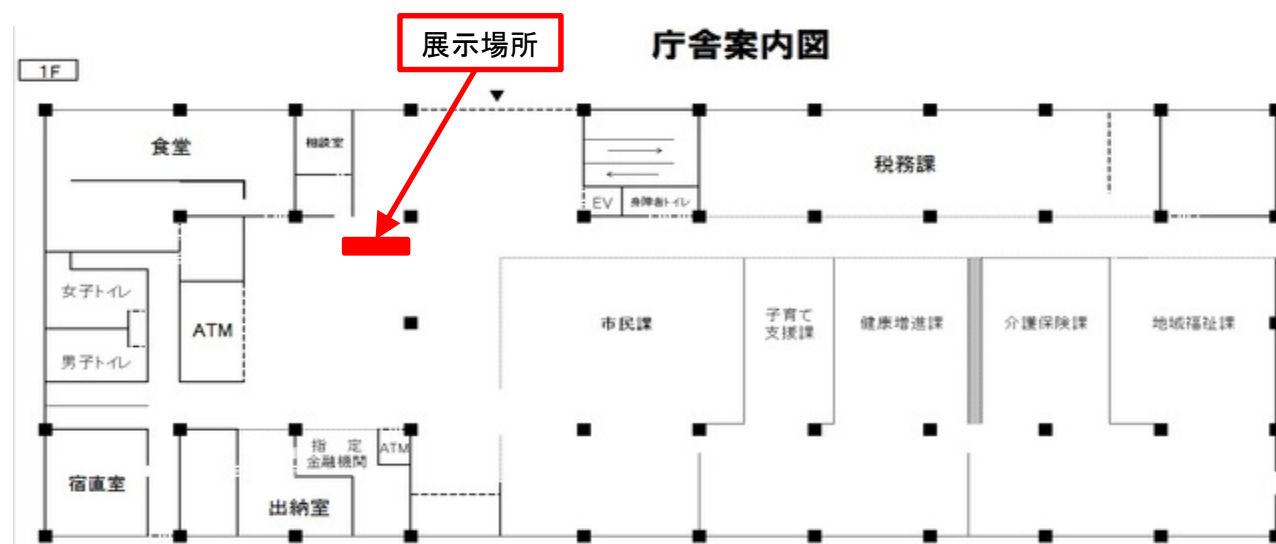 展示場所
庁舎案内図
1F
食堂
相談室
税務課
EV
身障者トイレ
女子トイレ
ATM
男子トイレ
市民課
子育て
支援課
健康増進課
介護保険課
地域福祉課
指 定
金融機関
ATM
宿直室
出納室